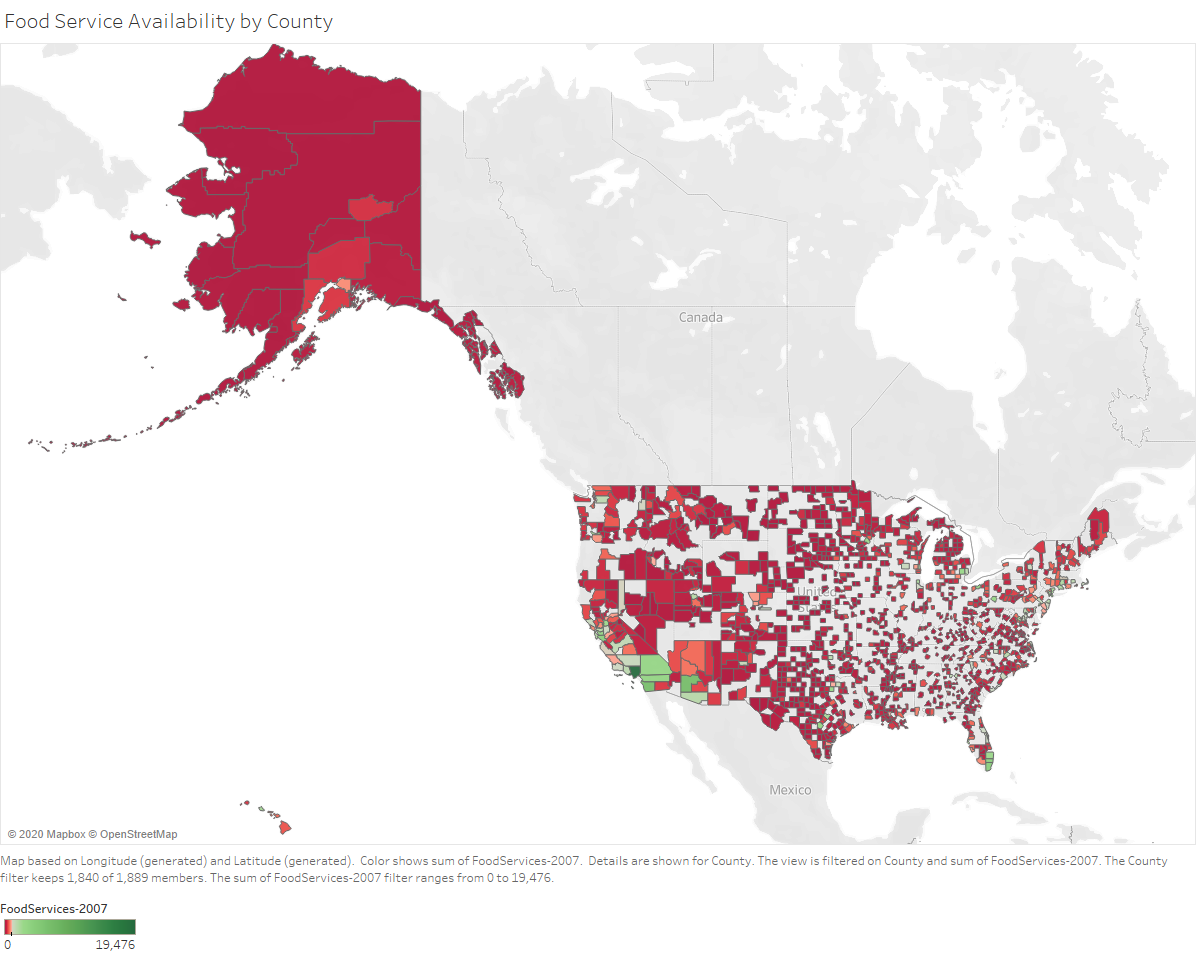 Food Service Availability by County
Canada
United
States
Mexico
© 2020 Mapbox © OpenStreetMap
Map based on Longitude (generated) and Latitude (generated).  Color shows sum of FoodServices-2007.  Details are shown for County. The view is filtered on County and sum of FoodServices-2007. The County
filter keeps 1,840 of 1,889 members. The sum of FoodServices-2007 filter ranges from 0 to 19,476.
FoodServices-2007
0 19,476